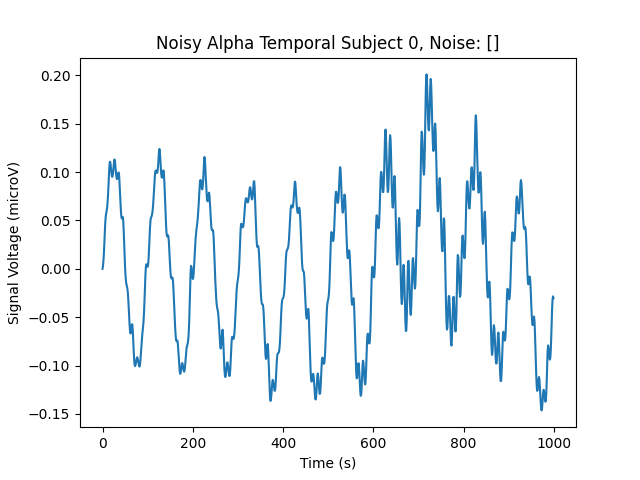 Noisy Alpha Temporal Subject 0, Noise: []
Signal Voltage (microV)
0.20
0.15
0.10
0.05
0.00
−0.05
−0.10
−0.15
0 200 400 600 800 1000
Time (s)